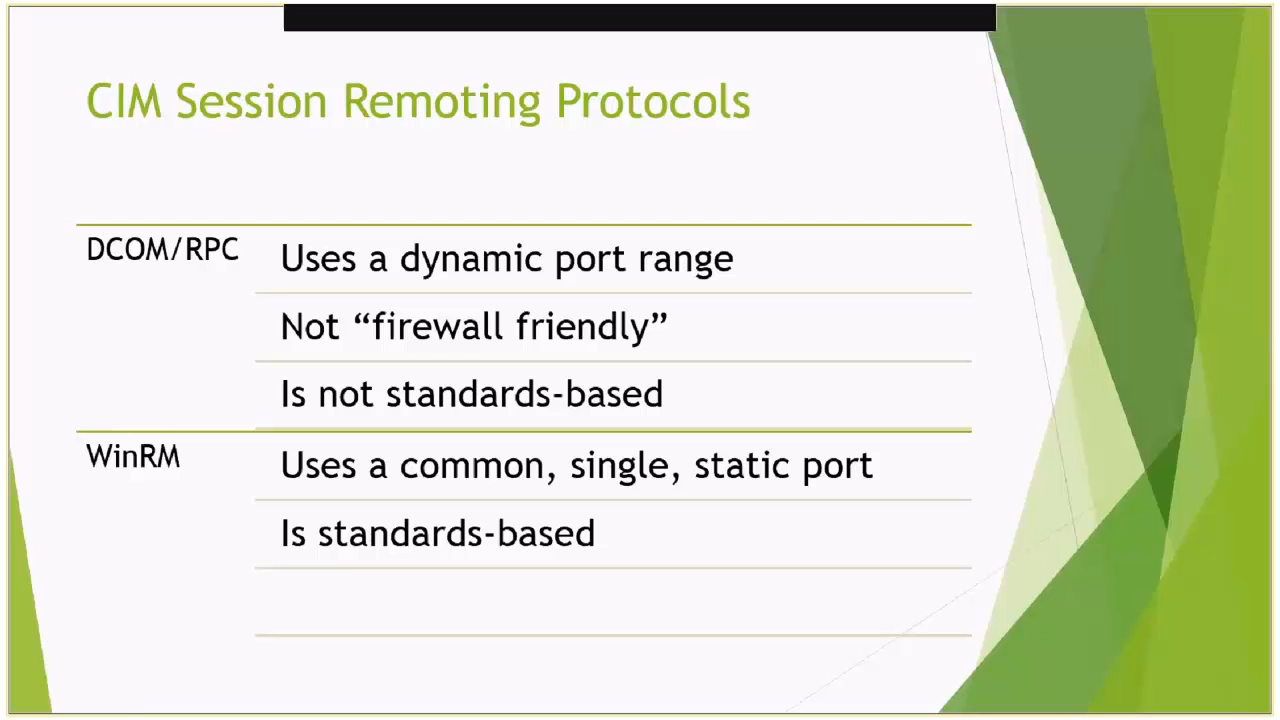 CIM Session Remoting Protocols
DCOM/RPC
Uses a dynamic port range
Not “firewall friendly”
Is not standards-based
WinRM
Uses a common, single, static port
Is standards-based